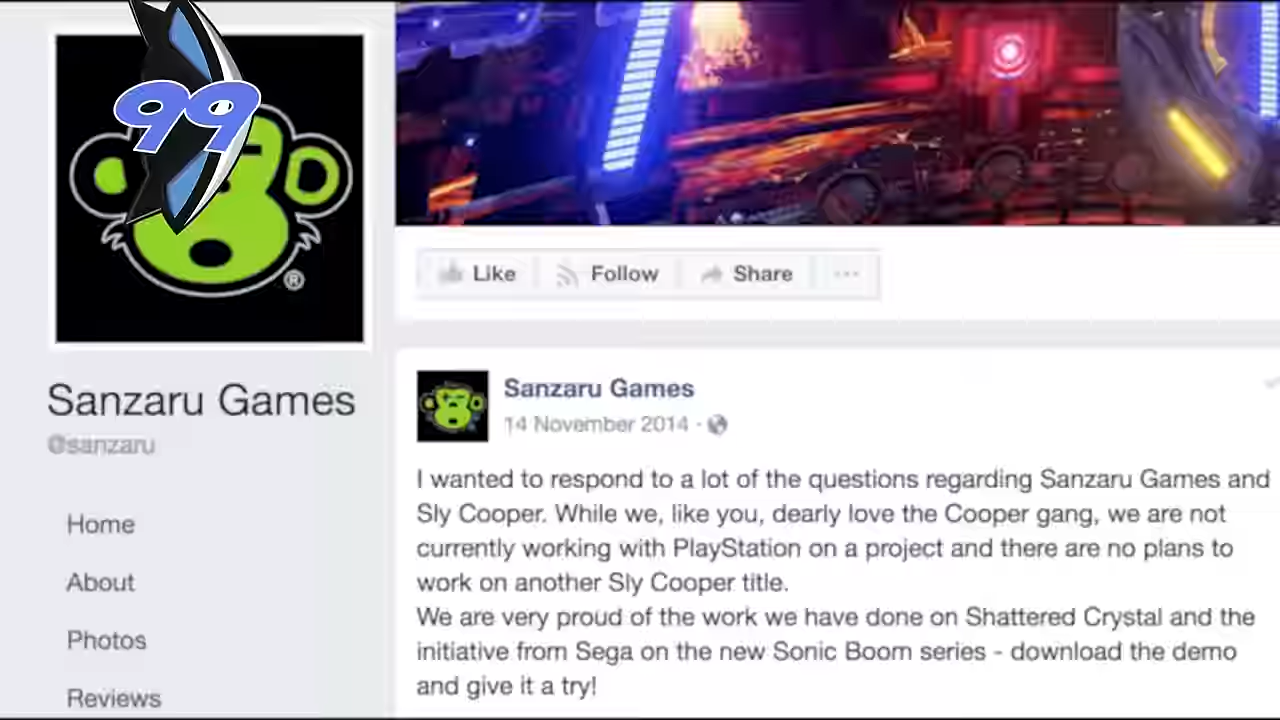 99
®
Sanzaru Games
@sanzaru
Home
About
Photos
Reviews
Like
Follow
Share
Sanzaru Games
14 November 2014 ·
I wanted to respond to a lot of the questions regarding Sanzaru Games and
Sly Cooper. While we, like you, dearly love the Cooper gang, we are not
currently working with PlayStation on a project and there are no plans to
work on another Sly Cooper title.
We are very proud of the work we have done on Shattered Crystal and the
initiative from Sega on the new Sonic Boom series - download the demo
and give it a try!